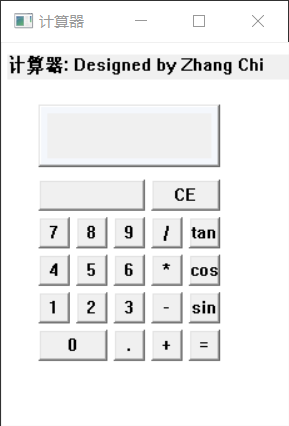 计算器
计算器: Designed by Zhang Chi
CE
7 8 9 / tan
4 5 6 * cos
1 2 3 - sin
0 . + =